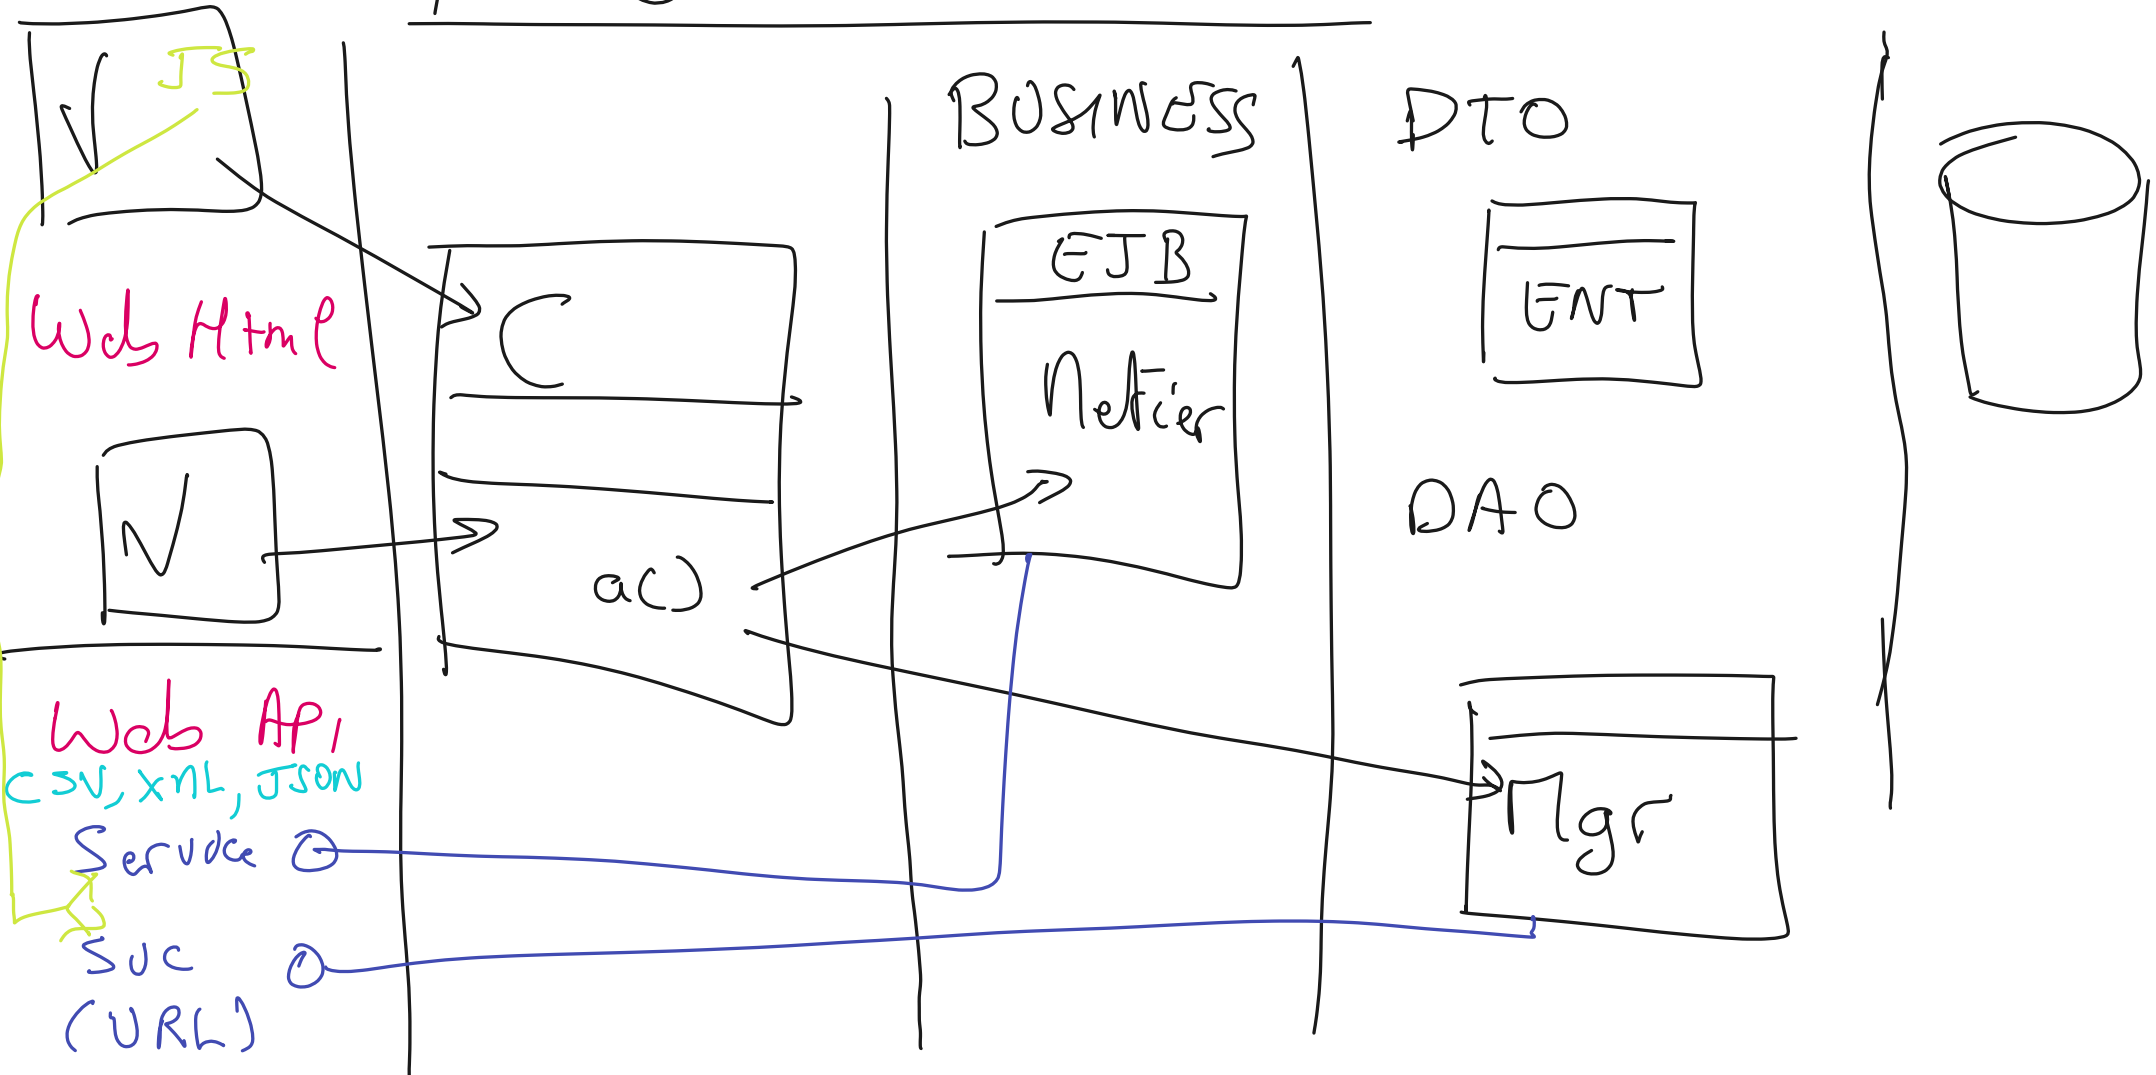 V JS
BUSINESS
DTO
EJB
Web Html
C
ENT
Metier
V
DAO
a()
Web API
CSV, XML, JSON
Mgr
Service
SVC
(URL)